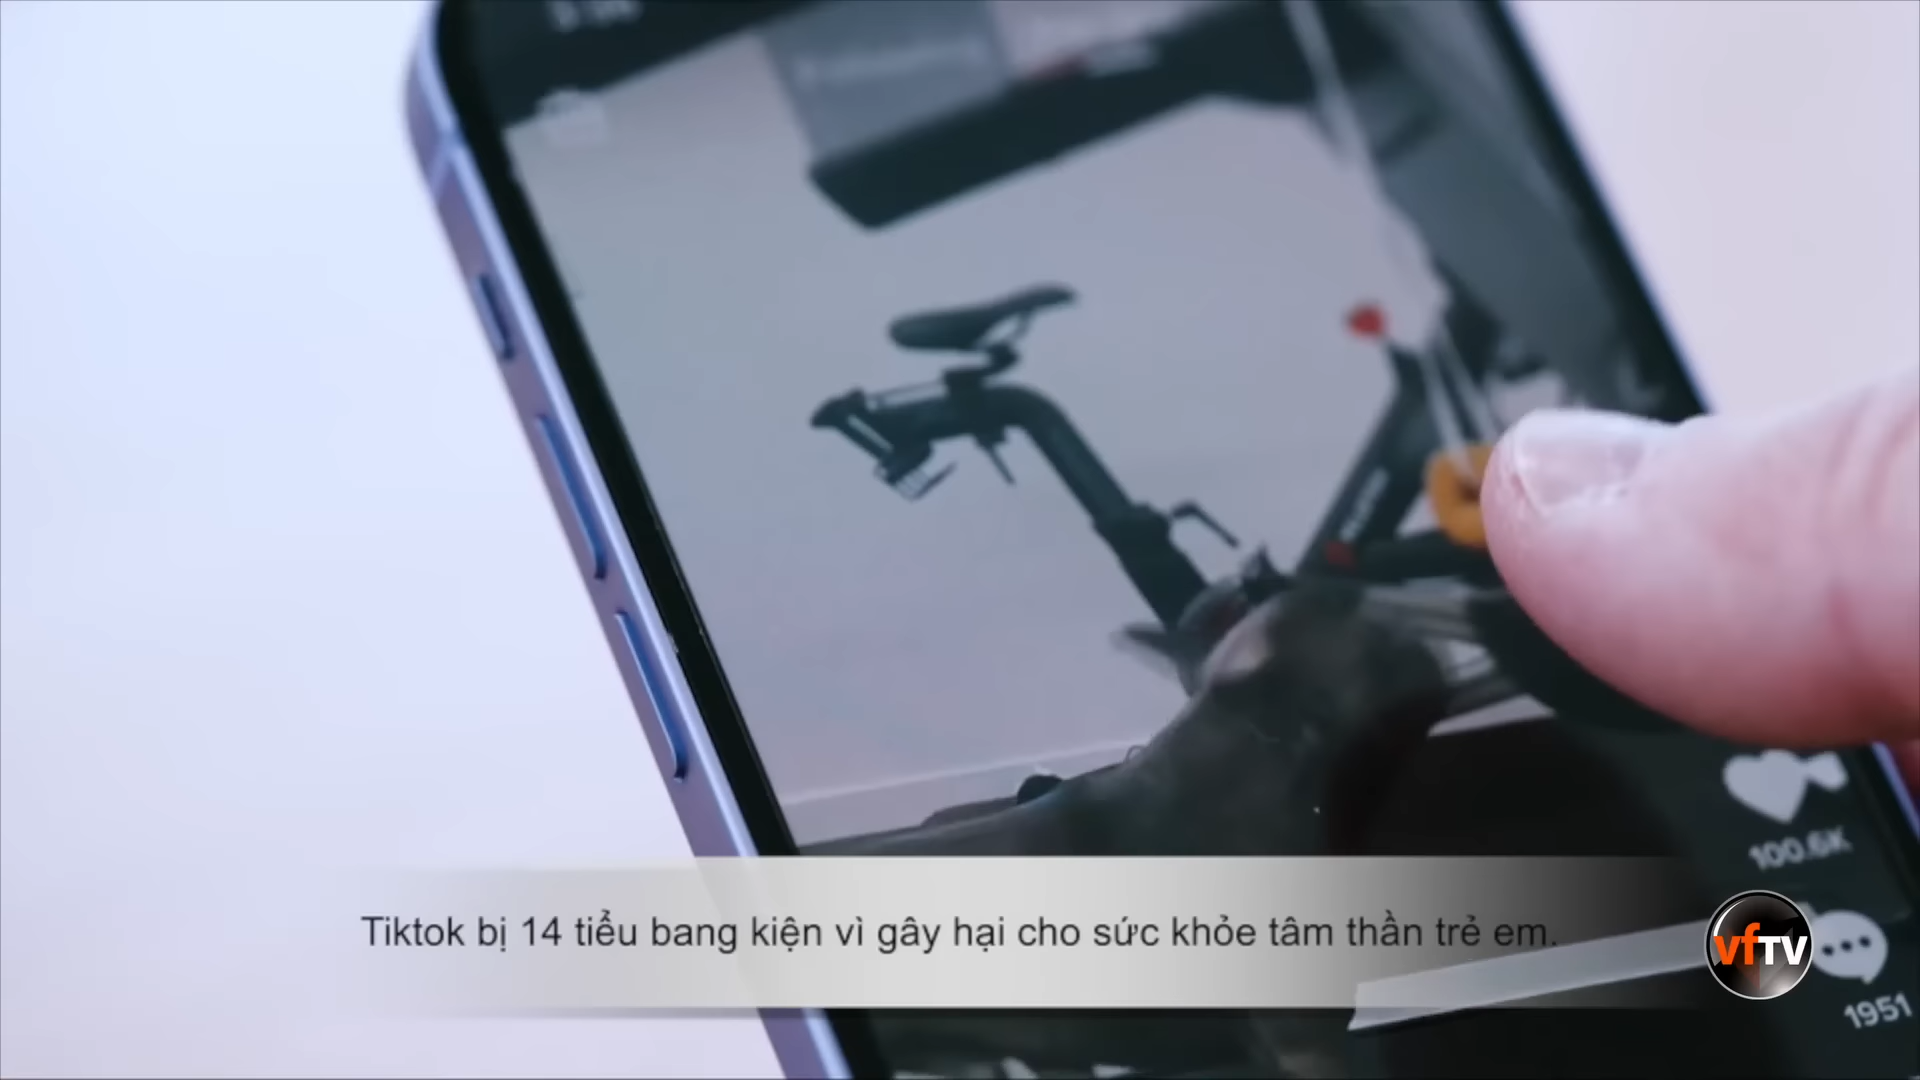 100.6K
Tiktok bị 14 tiểu bang kiện vì gây hại cho sức khỏe tâm thần trẻ em.
vfTV
1951